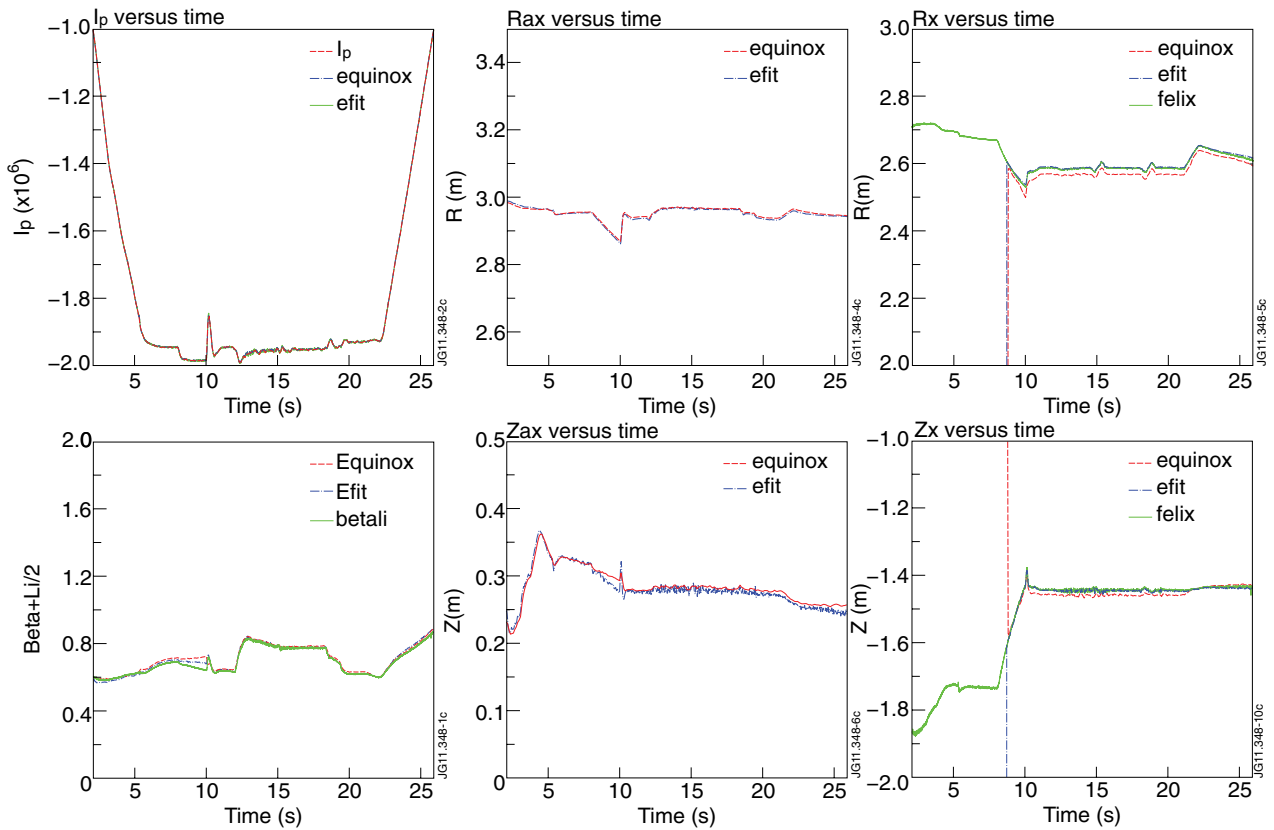 Ip versus time
−1.0
−1.2
−1.4
−1.6
−1.8
−2.0
Ip (x10⁶)
Ip
equinox
efit
5
10
15
20
25
Time (s)
JG11.348-2c
Rax versus time
3.4
3.2
3.0
2.8
2.6
R (m)
equinox
efit
5
10
15
20
25
Time (s)
JG11.348-4c
Rx versus time
3.0
2.8
2.6
2.4
2.2
2.0
R(m)
equinox
efit
felix
5
10
15
20
25
Time (s)
JG11.348-5c
2.0
1.6
1.2
0.8
0.4
0
Beta+Li/2
Equinox
Efit
betali
5
10
15
20
25
Time (s)
JG11.348-1c
Zax versus time
0.5
0.4
0.3
0.2
0.1
0
Z(m)
equinox
efit
5
10
15
20
25
Time (s)
JG11.348-6c
Zx versus time
−1.0
−1.2
−1.4
−1.6
−1.8
−2.0
Z (m)
equinox
efit
felix
5
10
15
20
25
Time (s)
JG11.348-10c